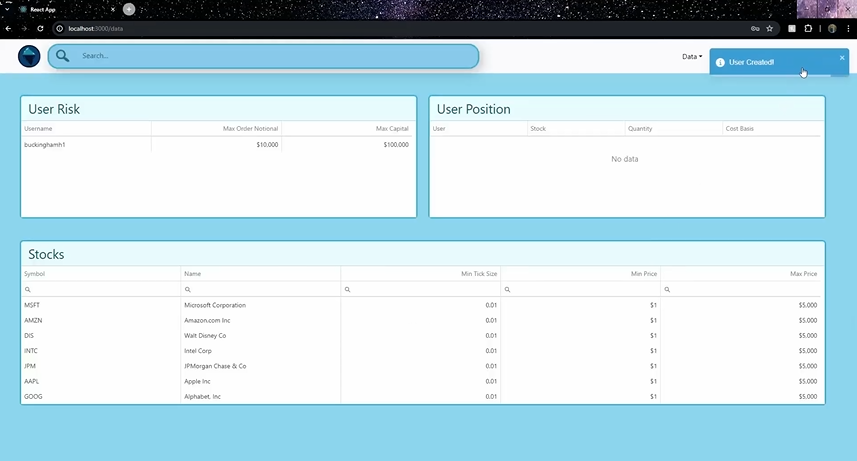 React App
localhost:3000/data
Search...
Data
User Created!
User Risk
Username Max Order Notional Max Capital
buckinghamh1 $10,000 $100,000
User Position
User Stock Quantity Cost Basis
No data
Stocks
Symbol Name Min Tick Size Min Price Max Price
MSFT Microsoft Corporation 0.01 $1 $5,000
AMZN Amazon.com Inc 0.01 $1 $5,000
DIS Walt Disney Co 0.01 $1 $5,000
INTC Intel Corp 0.01 $1 $5,000
JPM JPMorgan Chase & Co 0.01 $1 $5,000
AAPL Apple Inc 0.01 $1 $5,000
GOOG Alphabet, Inc 0.01 $1 $5,000